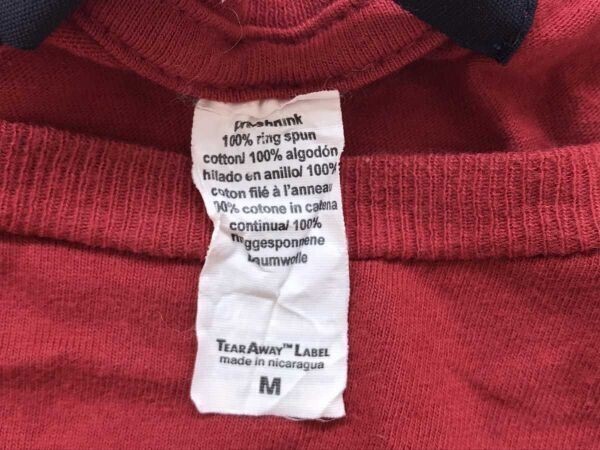 preshrink
100% ring spun
cotton/ 100% algodón
hilado en anillo/ 100%
coton filé à l'anneau
100% cotone in catena
continua/ 100%
ringgesponnene
baumwolle
TEARAWAY™ LABEL
made in nicaragua
M